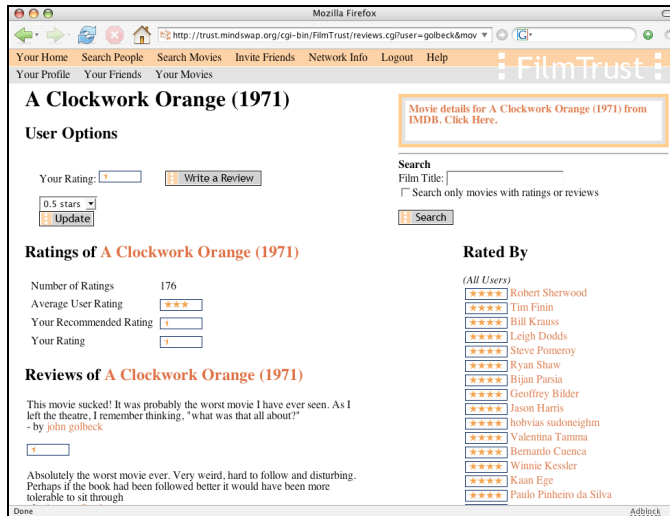 Mozilla Firefox
http://trust.mindswap.org/cgi-bin/FilmTrust/reviews.cgi?user=golbeck&mov
G
Your Home Search People Search Movies Invite Friends Network Info Logout Help
FilmTrust
Your Profile Your Friends Your Movies
A Clockwork Orange (1971)
Movie details for A Clockwork Orange (1971) from
IMDB. Click Here.
User Options
Search
Your Rating:
Write a Review
Film Title:
Search only movies with ratings or reviews
0.5 stars
Update
Search
Ratings of A Clockwork Orange (1971)
Number of Ratings 176
Average User Rating
Your Recommended Rating
Your Rating
Reviews of A Clockwork Orange (1971)
This movie sucked! It was probably the worst movie I have ever seen. As I
left the theatre, I remember thinking, "what was that all about?"
- by john golbeck
Absolutely the worst movie ever. Very weird, hard to follow and disturbing.
Perhaps if the book had been followed better it would have been more
tolerable to sit through
Rated By
(All Users)
Robert Sherwood
Tim Finin
Bill Krauss
Leigh Dodds
Steve Pomeroy
Ryan Shaw
Bijan Parsia
Geoffrey Bilder
Jason Harris
hobvias sudoneighm
Valentina Tamma
Bernardo Cuenca
Winnie Kessler
Kaan Ege
Paulo Pinheiro da Silva
Done
Adblock